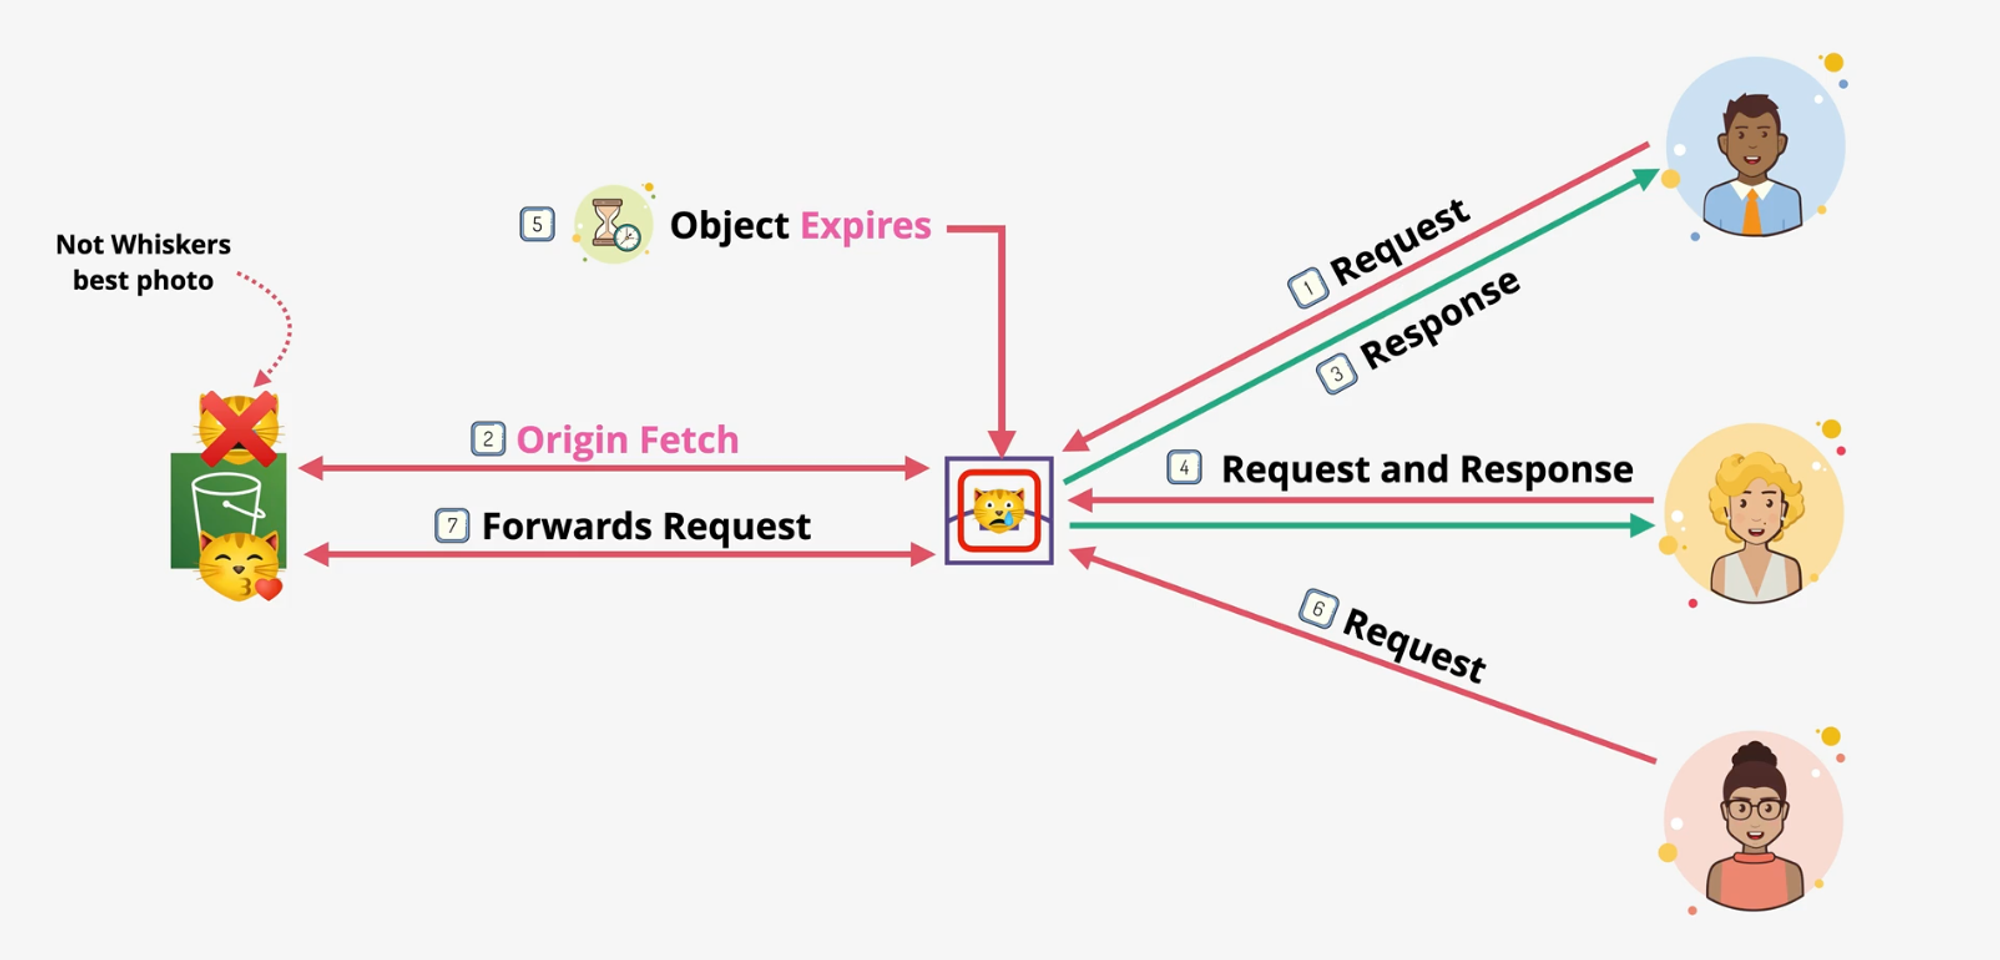 5 Object Expires
Not Whiskers
best photo
1 Request
3 Response
2 Origin Fetch
4 Request and Response
7 Forwards Request
6 Request